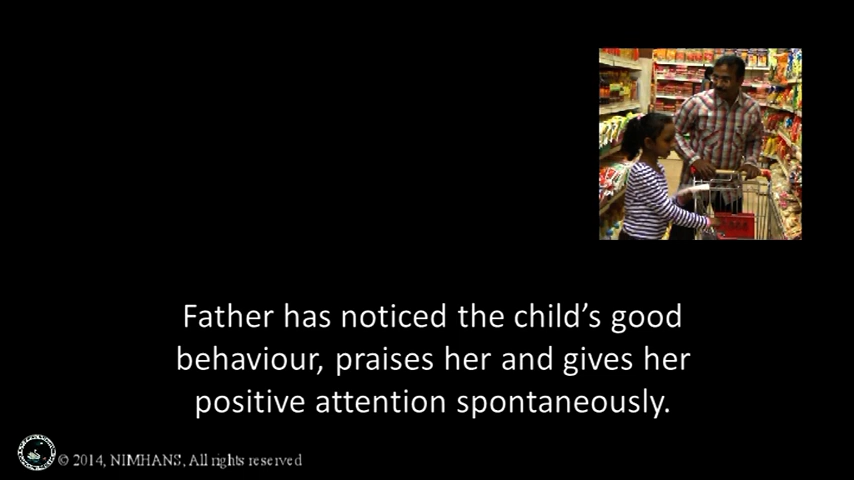 Father has noticed the child’s good
behaviour, praises her and gives her
positive attention spontaneously.
© 2014, NIMHANS, All rights reserved